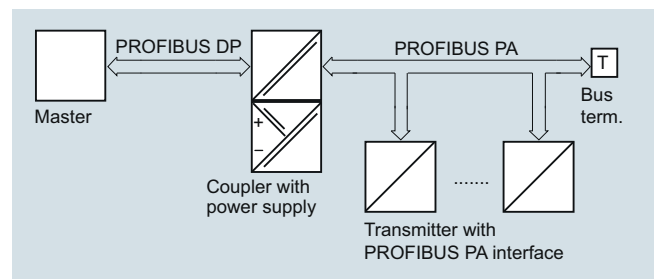 PROFIBUS DP
PROFIBUS PA
T
Master
Bus
term.
+
–
Coupler with
power supply
.......
Transmitter with
PROFIBUS PA interface